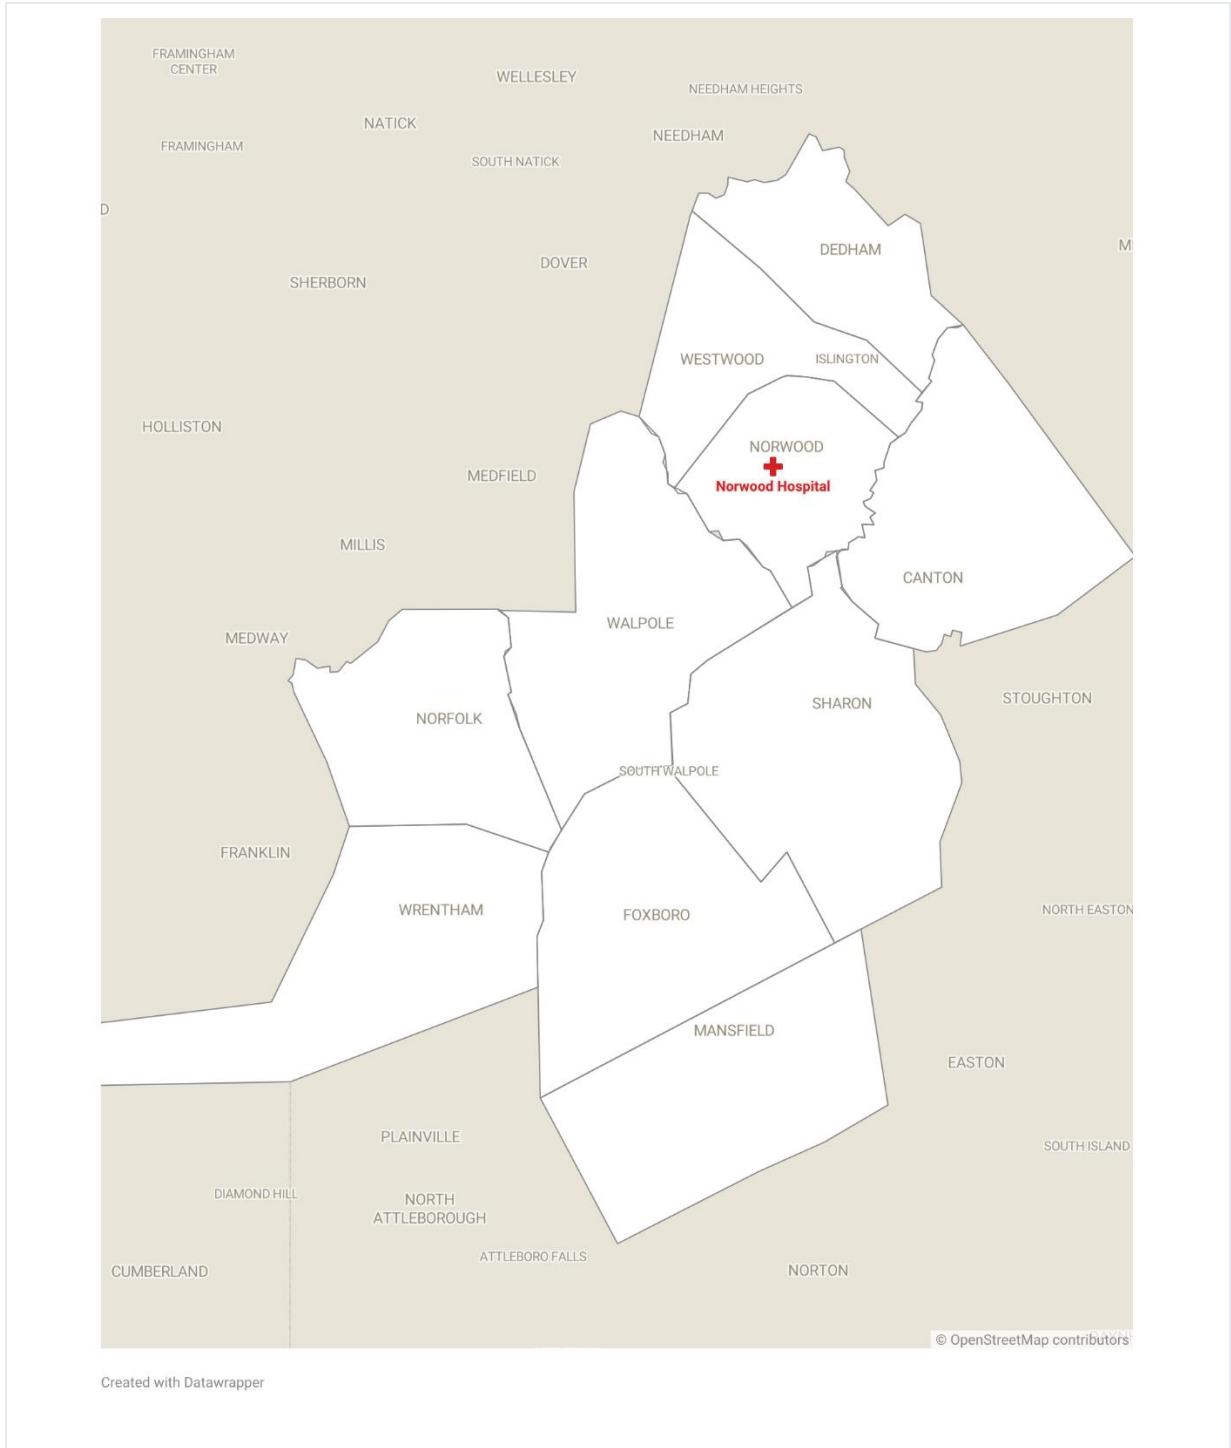 FRAMINGHAM
CENTER
WELLESLEY
NEEDHAM HEIGHTS
NATICK
NEEDHAM
FRAMINGHAM
SOUTH NATICK
D
DEDHAM
MI
DOVER
SHERBORN
WESTWOOD
ISLINGTON
HOLLISTON
NORWOOD
MEDFIELD
Norwood Hospital
MILLIS
CANTON
WALPOLE
MEDWAY
STOUGHTON
SHARON
NORFOLK
SOUTH WALPOLE
FRANKLIN
WRENTHAM
NORTH EASTON
FOXBORO
MANSFIELD
EASTON
PLAINVILLE
SOUTH ISLAND
DIAMOND HILL
NORTH
ATTLEBOROUGH
ATTLEBORO FALLS
CUMBERLAND
NORTON
© OpenStreetMap contributors
Created with Datawrapper